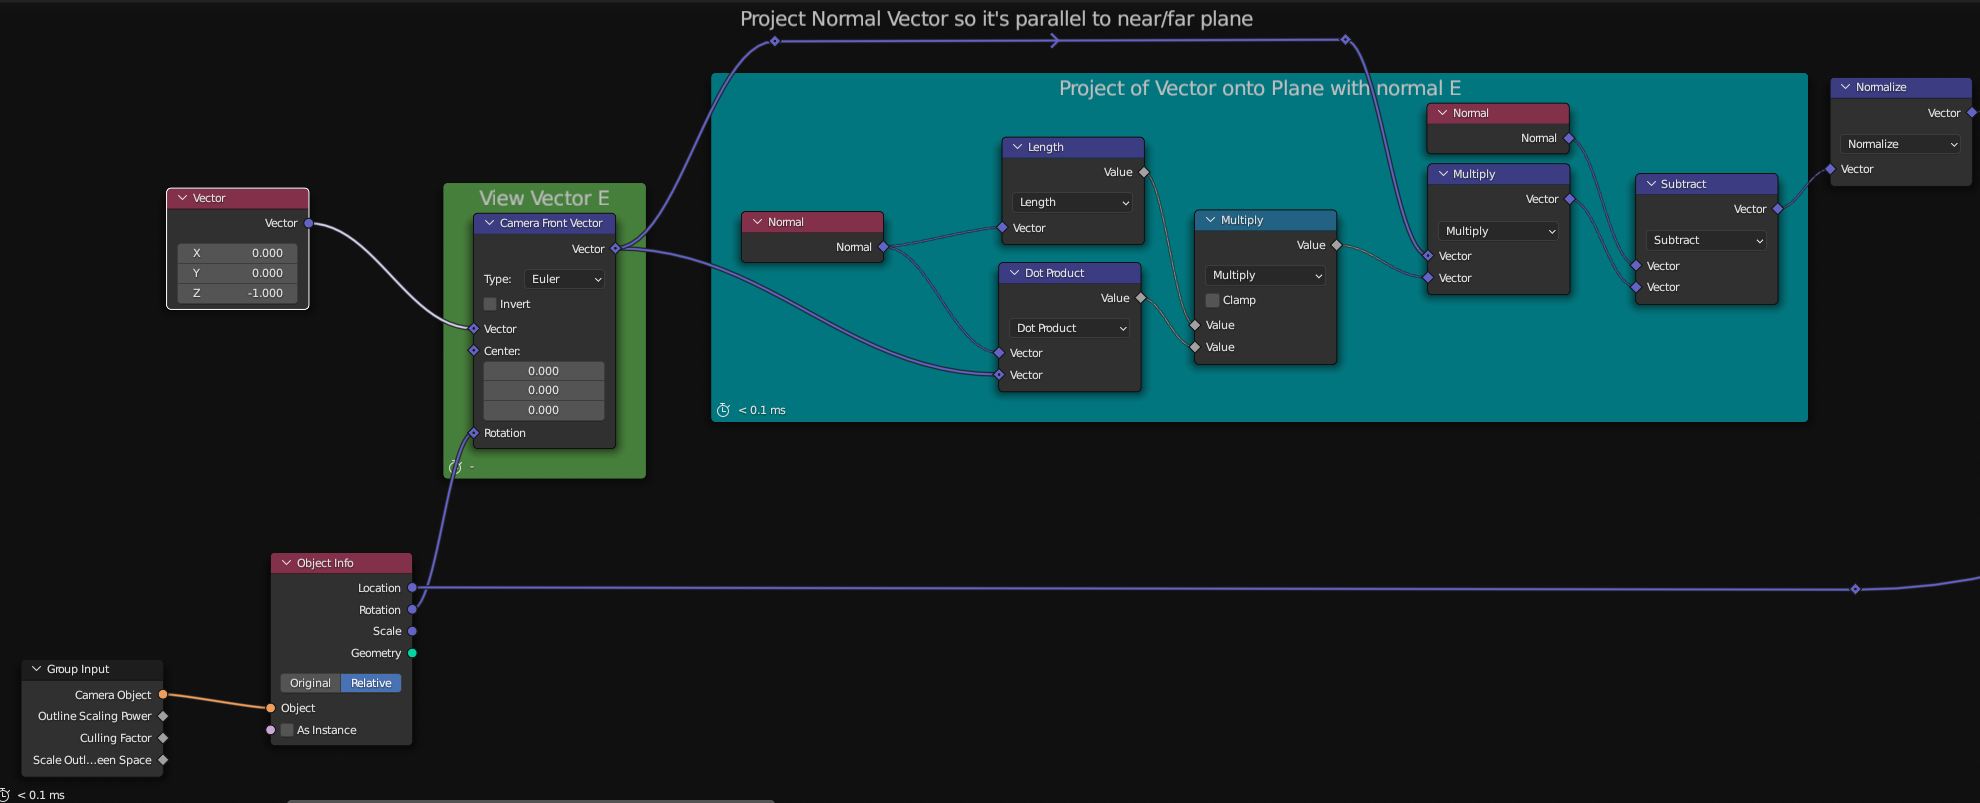 Project Normal Vector so it's parallel to near/far plane
Project of Vector onto Plane with normal E
Normalize
Vector
Normalize
Vector
Normal
Normal
Multiply
Vector
Multiply
Vector
Vector
Subtract
Vector
Subtract
Vector
Vector
Length
Value
Length
Vector
Normal
Normal
Multiply
Value
Multiply
Clamp
Value
Value
Dot Product
Value
Dot Product
Vector
Vector
< 0.1 ms
View Vector E
Camera Front Vector
Vector
Type: Euler
Invert
Vector
Center:
0.000
0.000
0.000
Rotation
-
Vector
Vector
X 0.000
Y 0.000
Z -1.000
Object Info
Location
Rotation
Scale
Geometry
Original Relative
Object
As Instance
Group Input
Camera Object
Outline Scaling Power
Culling Factor
Scale Outl...een Space
< 0.1 ms